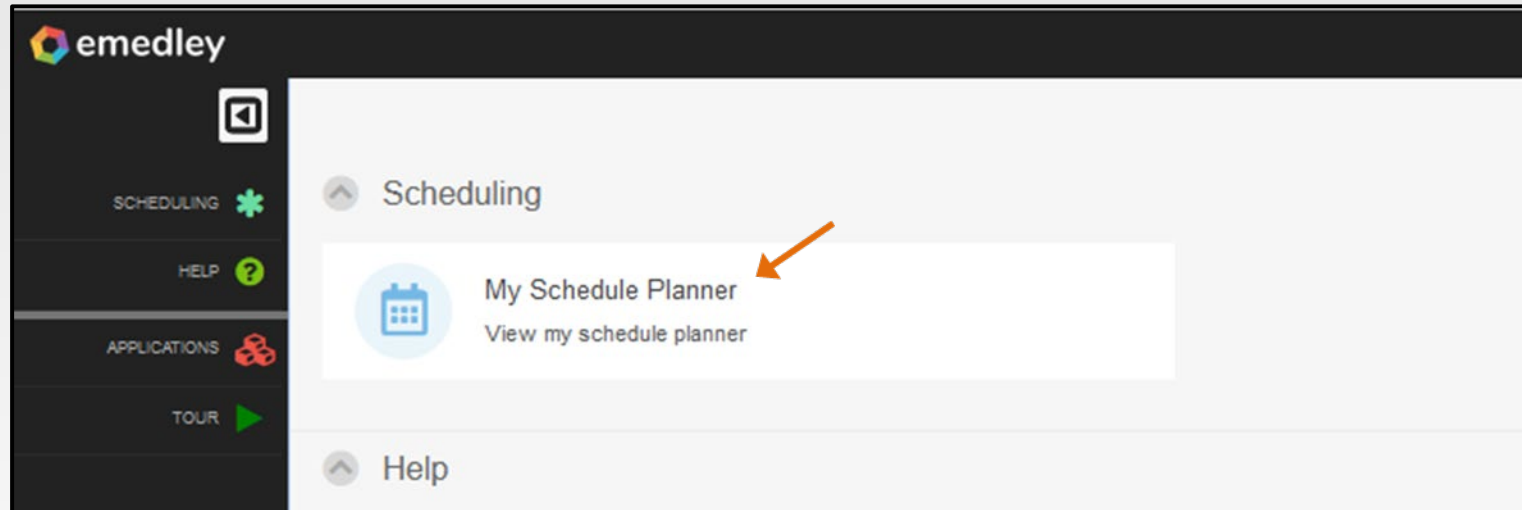 emedley
SCHEDULING
HELP
APPLICATIONS
TOUR
Scheduling
My Schedule Planner
View my schedule planner
Help